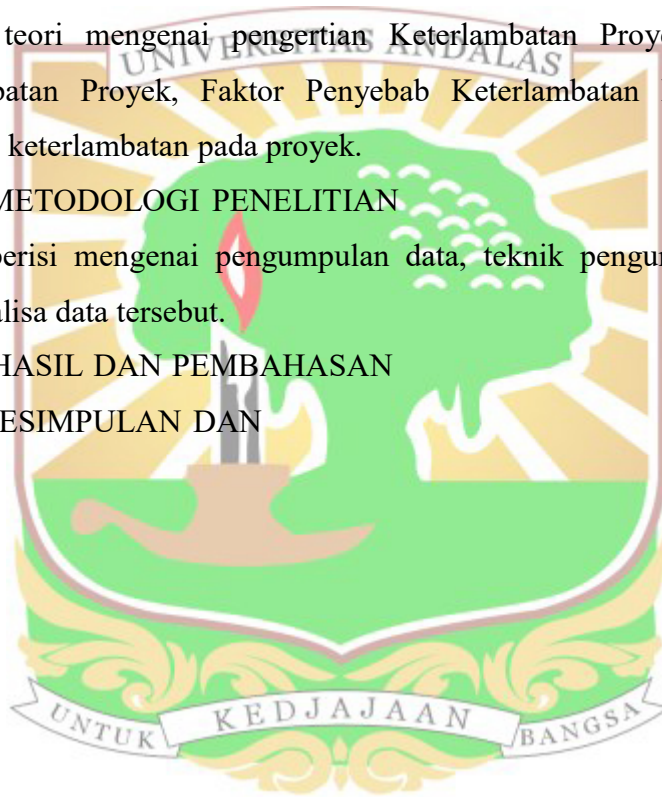 teori mengenai pengertian Keterlambatan Proye
UNIVERSITAS ANDALAS
batan Proyek, Faktor Penyebab Keterlambatan
keterlambatan pada proyek.
METODOLOGI PENELITIAN
berisi mengenai pengumpulan data, teknik pengu
alisa data tersebut.
HASIL DAN PEMBAHASAN
ESIMPULAN DAN
UNTUK KEDJAJAAN BANGSA